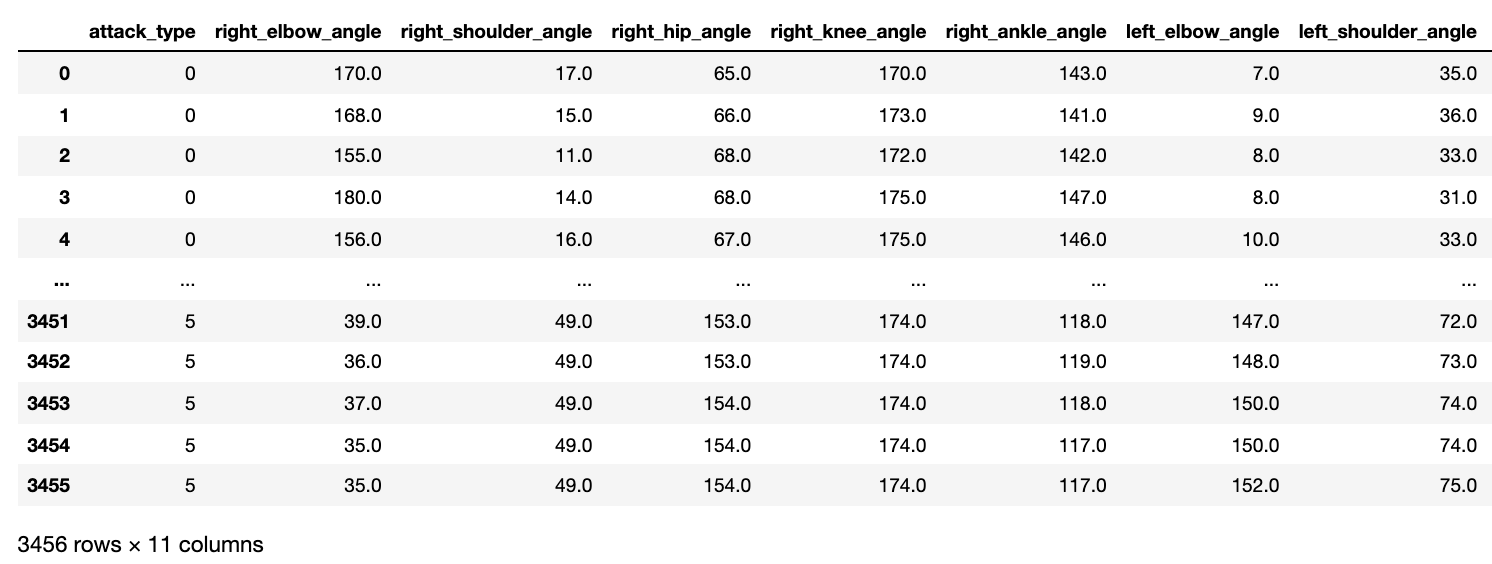 attack_type right_elbow_angle right_shoulder_angle right_hip_angle right_knee_angle right_ankle_angle left_elbow_angle left_shoulder_angle
0 0 170.0 17.0 65.0 170.0 143.0 7.0 35.0
1 0 168.0 15.0 66.0 173.0 141.0 9.0 36.0
2 0 155.0 11.0 68.0 172.0 142.0 8.0 33.0
3 0 180.0 14.0 68.0 175.0 147.0 8.0 31.0
4 0 156.0 16.0 67.0 175.0 146.0 10.0 33.0
... ... ... ... ... ... ... ... ...
3451 5 39.0 49.0 153.0 174.0 118.0 147.0 72.0
3452 5 36.0 49.0 153.0 174.0 119.0 148.0 73.0
3453 5 37.0 49.0 154.0 174.0 118.0 150.0 74.0
3454 5 35.0 49.0 154.0 174.0 117.0 150.0 74.0
3455 5 35.0 49.0 154.0 174.0 117.0 152.0 75.0
3456 rows × 11 columns